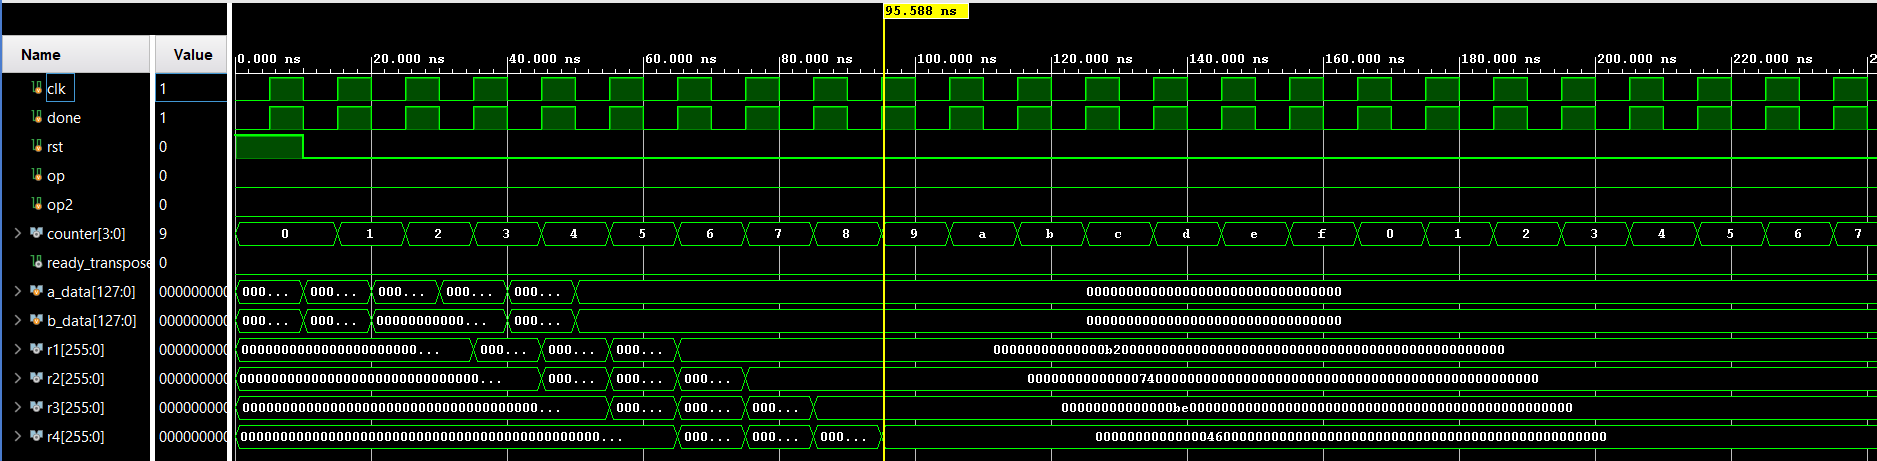 95.588 ns
Name Value
0.000 ns 20.000 ns 40.000 ns 60.000 ns 80.000 ns 100.000 ns 120.000 ns 140.000 ns 160.000 ns 180.000 ns 200.000 ns 220.000 ns 2
clk 1
done 1
rst 0
op 0
op2 0
counter[3:0] 9 0 1 2 3 4 5 6 7 8 9 a b c d e f 0 1 2 3 4 5 6 7
ready_transpose 0
a_data[127:0] 000000000 000... 000... 000... 000... 000... 00000000000000000000000000000000
b_data[127:0] 000000000 000... 000... 00000000000... 000... 00000000000000000000000000000000
r1[255:0] 000000000 0000000000000000000000... 000... 000... 000... 00000000000000b2000000000000000000000000000000000000000000000000
r2[255:0] 000000000 000000000000000000000000000000... 000... 000... 000... 0000000000000074000000000000000000000000000000000000000000000000
r3[255:0] 000000000 0000000000000000000000000000000000000... 000... 000... 000... 00000000000000be000000000000000000000000000000000000000000000000
r4[255:0] 000000000 000000000000000000000000000000000000000000000... 000... 000... 000... 0000000000000046000000000000000000000000000000000000000000000000